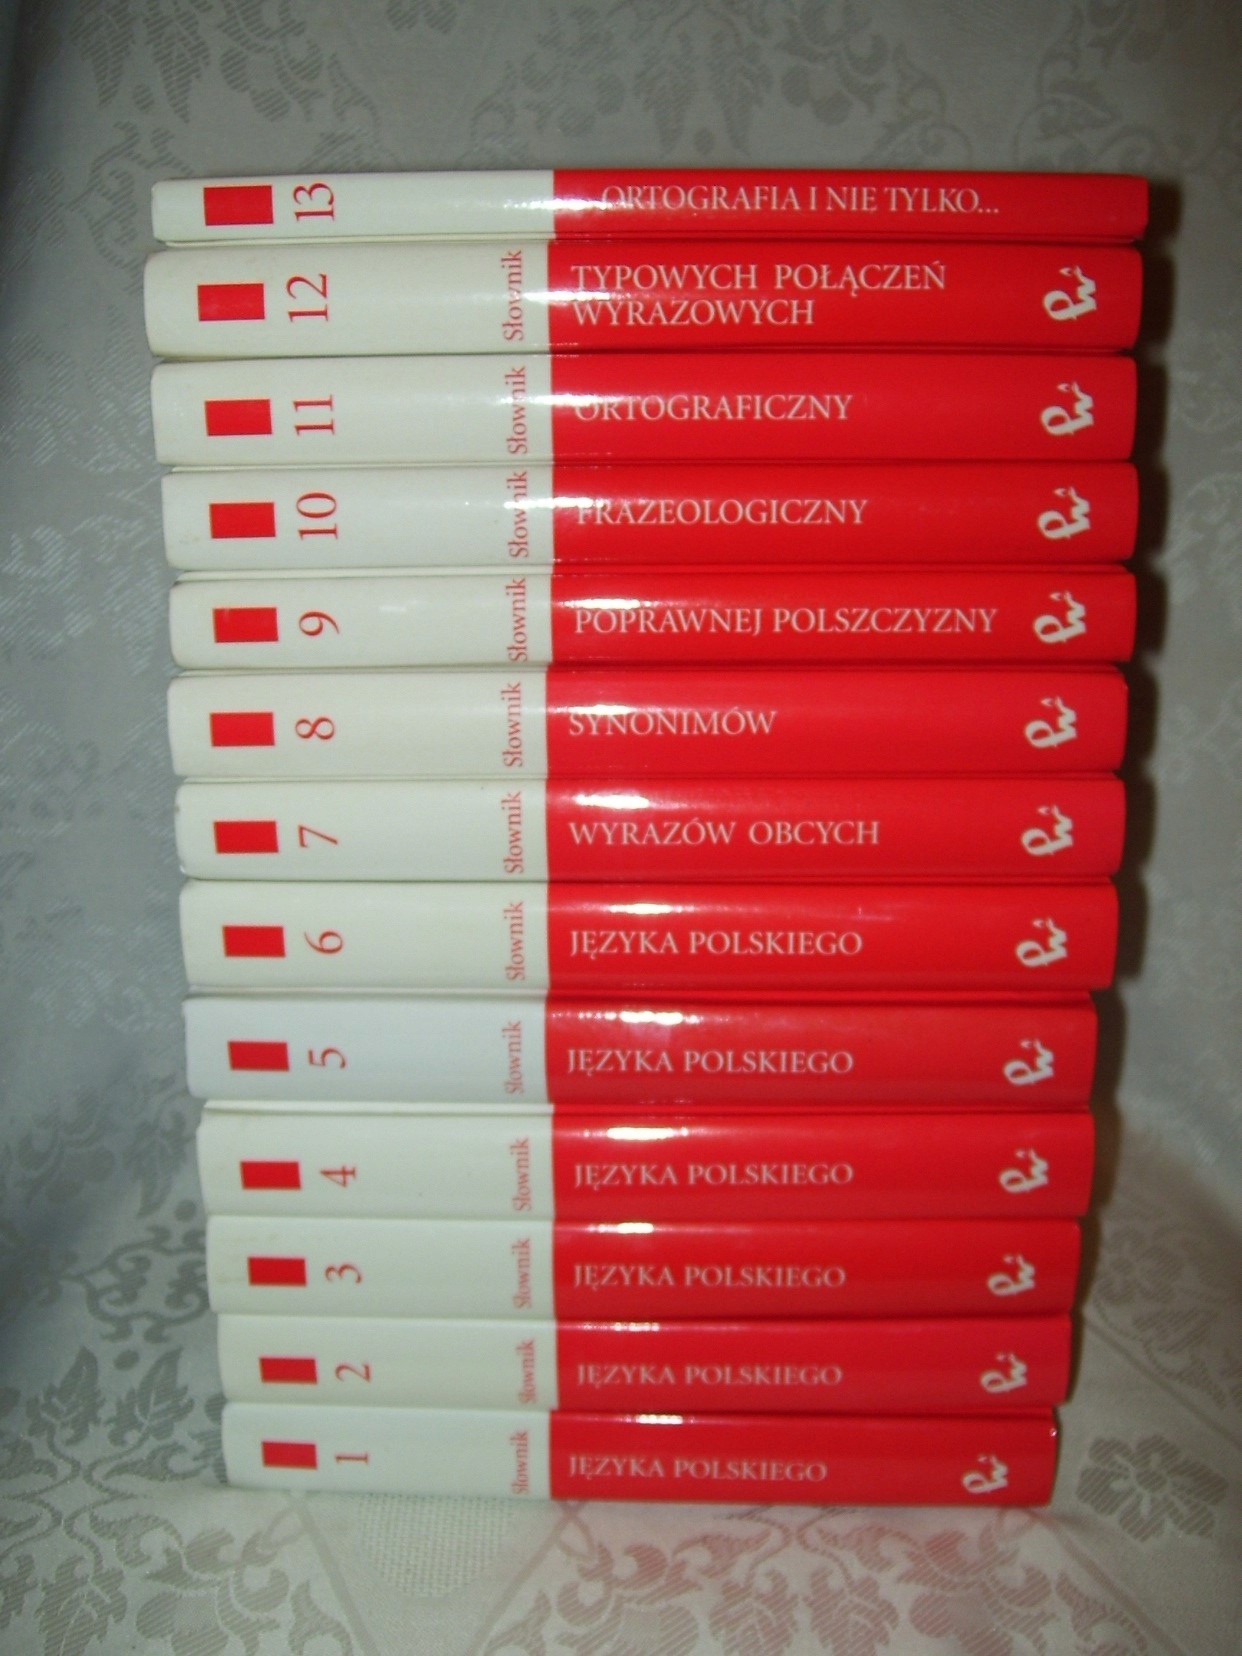 13
ORTOGRAFIA I NIE TYLKO...
12
Słownik
TYPOWYCH POŁĄCZEŃ
WYRAZOWYCH
11
Słownik
ORTOGRAFICZNY
10
Słownik
FRAZEOLOGICZNY
9
Słownik
POPRAWNEJ POLSZCZYZNY
8
Słownik
SYNONIMÓW
7
Słownik
WYRAZÓW OBCYCH
6
Słownik
JĘZYKA POLSKIEGO
5
Słownik
JĘZYKA POLSKIEGO
4
Słownik
JĘZYKA POLSKIEGO
3
Słownik
JĘZYKA POLSKIEGO
2
Słownik
JĘZYKA POLSKIEGO
1
Słownik
JĘZYKA POLSKIEGO